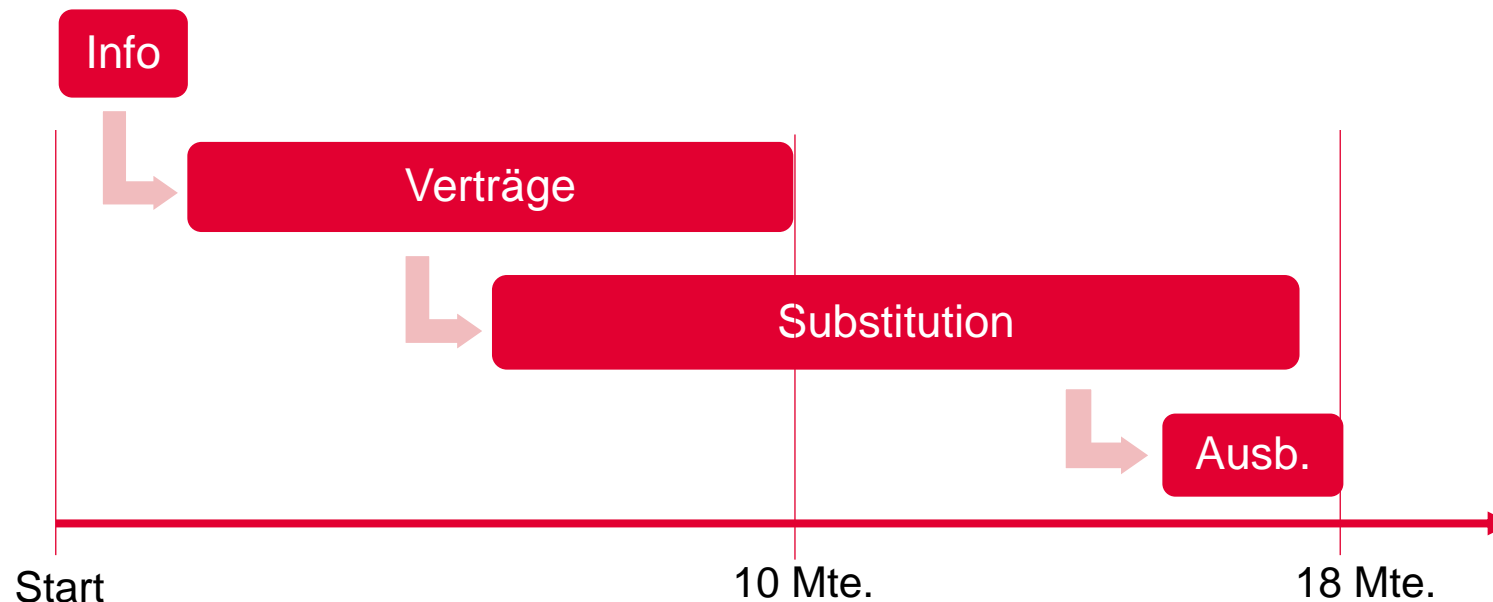 Info
Verträge
Substitution
Ausb.
Start
10 Mte.
18 Mte.